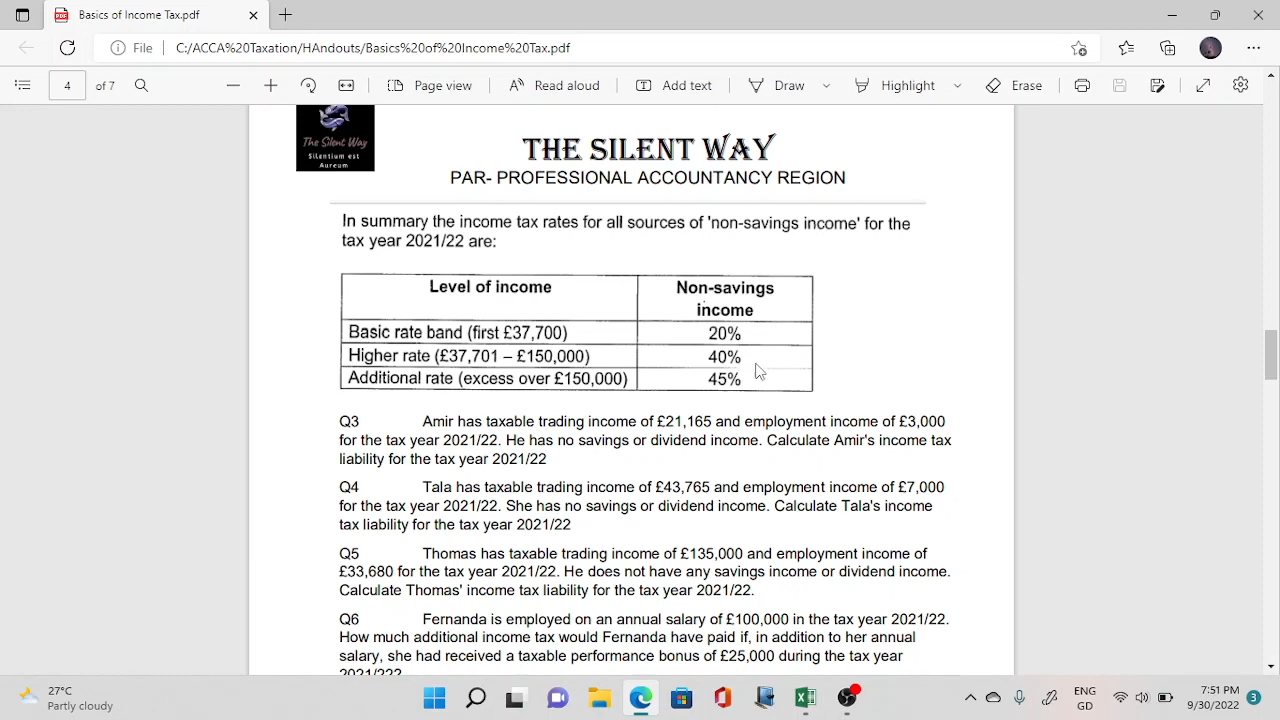 Basics of Income Tax.pdf
File
C:/ACCA%20Taxation/HAndouts/Basics%20of%20Income%20Tax.pdf
4
of 7
Page view
Read aloud
Add text
Draw
Highlight
Erase
The Silent Way
Silentium est
Aureum
THE SILENT WAY
PAR- PROFESSIONAL ACCOUNTANCY REGION
In summary the income tax rates for all sources of 'non-savings income' for the
tax year 2021/22 are:
Level of income
Non-savings
income
Basic rate band (first £37,700)
20%
Higher rate (£37,701 – £150,000)
40%
Additional rate (excess over £150,000)
45%
Q3 Amir has taxable trading income of £21,165 and employment income of £3,000
for the tax year 2021/22. He has no savings or dividend income. Calculate Amir's income tax
liability for the tax year 2021/22
Q4 Tala has taxable trading income of £43,765 and employment income of £7,000
for the tax year 2021/22. She has no savings or dividend income. Calculate Tala's income
tax liability for the tax year 2021/22
Q5 Thomas has taxable trading income of £135,000 and employment income of
£33,680 for the tax year 2021/22. He does not have any savings income or dividend income.
Calculate Thomas' income tax liability for the tax year 2021/22.
Q6 Fernanda is employed on an annual salary of £100,000 in the tax year 2021/22.
How much additional income tax would Fernanda have paid if, in addition to her annual
salary, she had received a taxable performance bonus of £25,000 during the tax year
2021/22?
27°C
Partly cloudy
ENG
GD
7:51 PM
9/30/2022
3